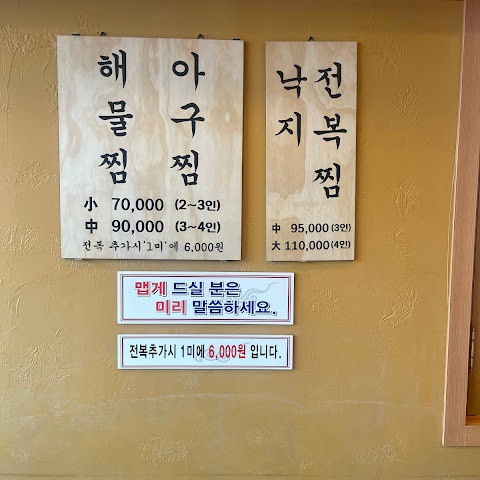 아구찜
해물찜
小 70,000 (2~3인)
中 90,000 (3~4인)
전복 추가시'1미'에 6,000원
전복찜
낙지
中 95,000 (3인)
大 110,000 (4인)
맵게 드실 분은
미리 말씀하세요.
전복추가시 1미에 6,000원 입니다.